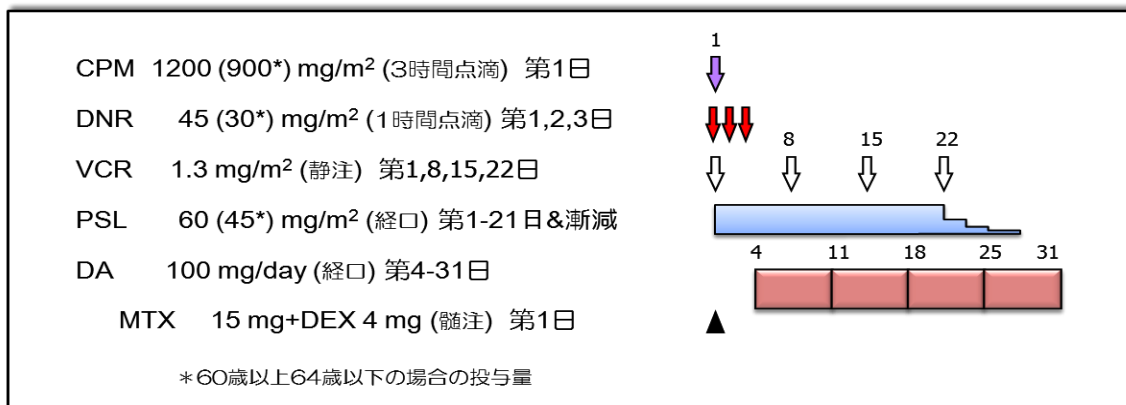 1
CPM 1200 (900*) mg/m² (3時間点滴) 第1日
DNR 45 (30*) mg/m² (1時間点滴) 第1,2,3日
8 15 22
VCR 1.3 mg/m² (静注) 第1,8,15,22日
PSL 60 (45*) mg/m² (経口) 第1-21日&漸減
4 11 18 25 31
DA 100 mg/day (経口) 第4-31日
MTX 15 mg+DEX 4 mg (髄注) 第1日
*60歳以上64歳以下の場合の投与量